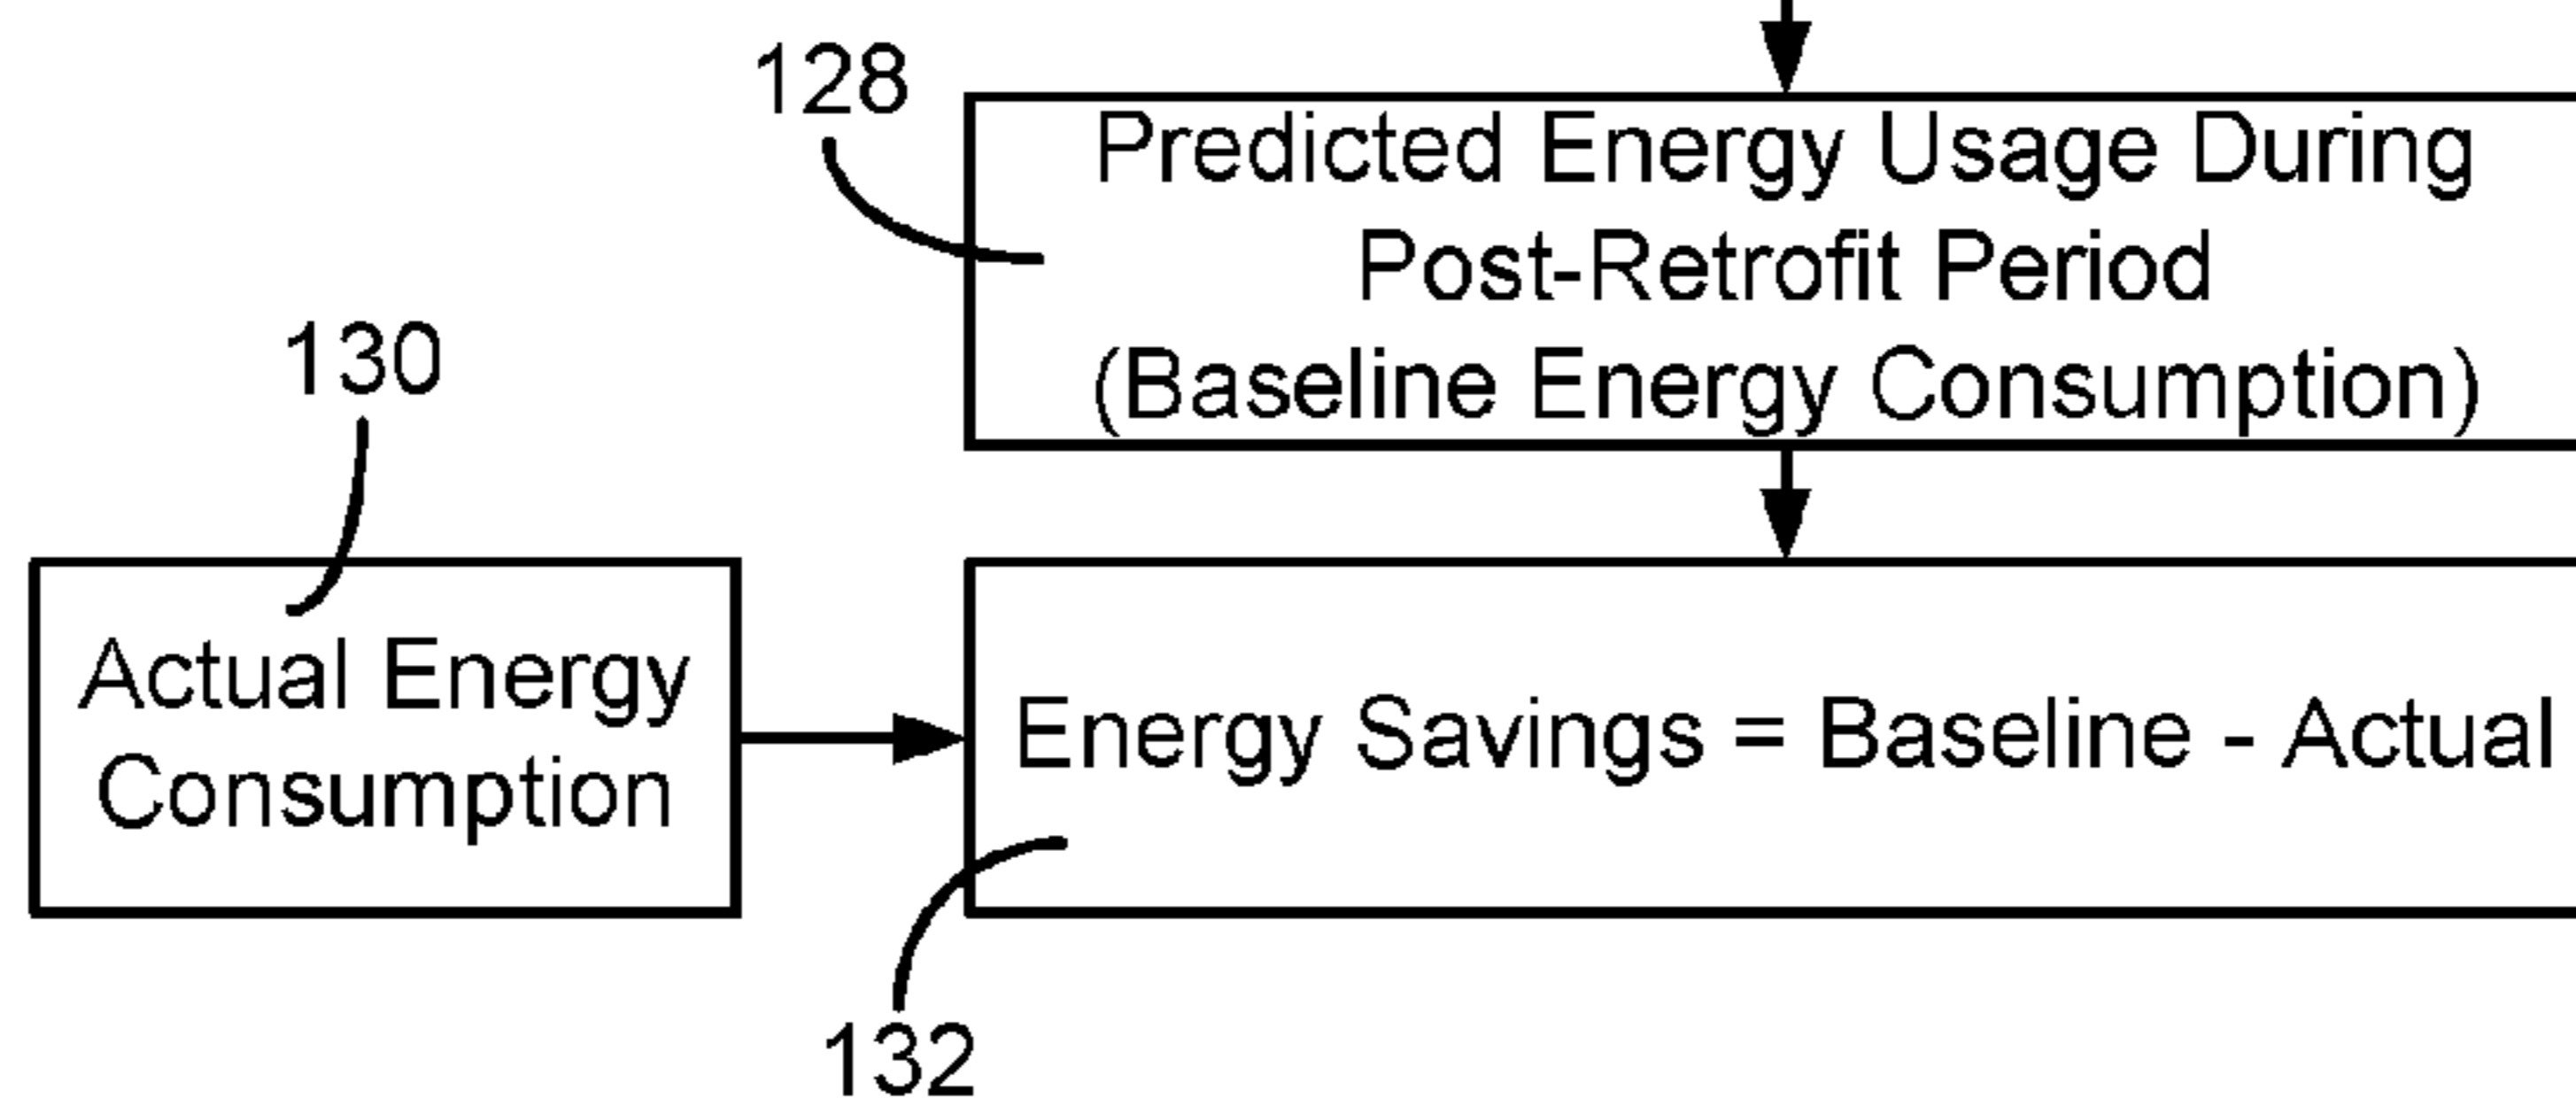 128
Predicted Energy Usage During
Post-Retrofit Period
(Baseline Energy Consumption)
130
Actual Energy
Consumption
Energy Savings = Baseline - Actual
132